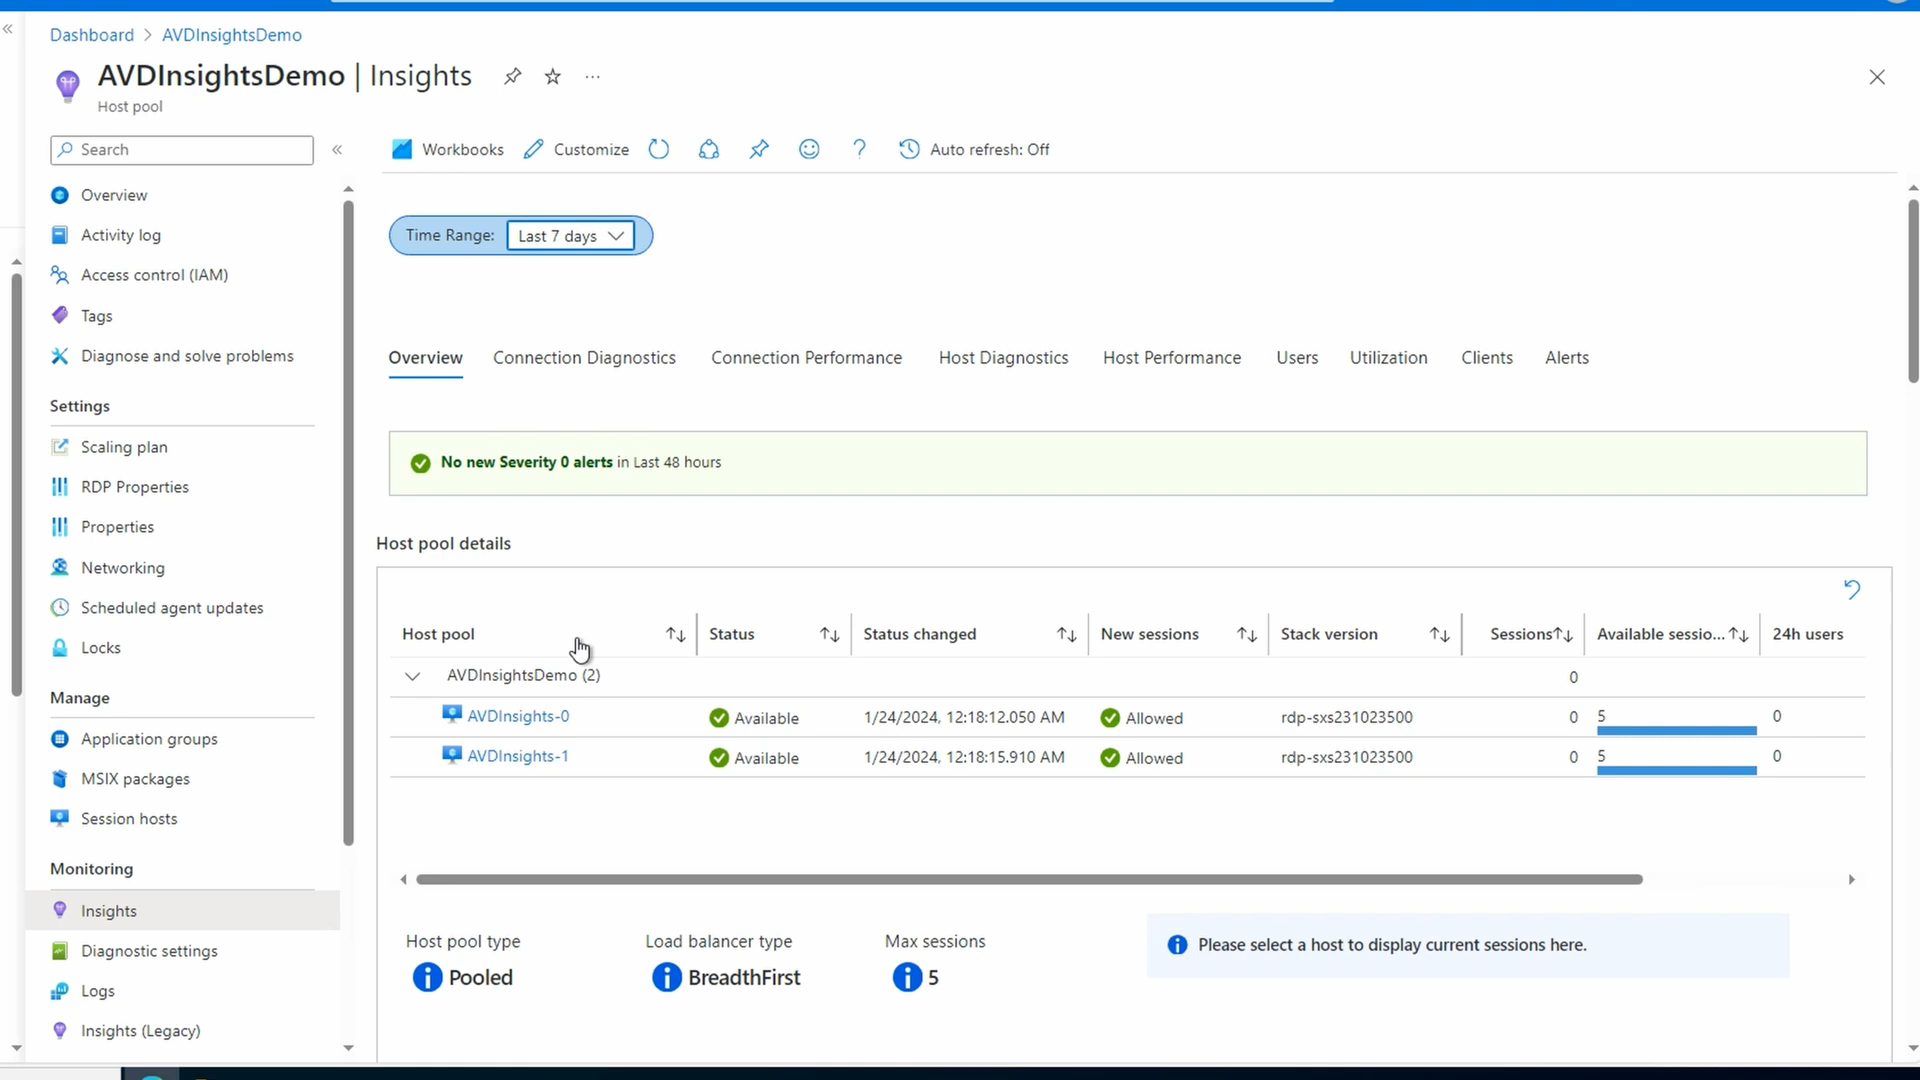 Dashboard > AVDInsightsDemo
AVDInsightsDemo | Insights ...
Host pool
Search
Workbooks Customize Auto refresh: Off
Overview
Activity log
Access control (IAM)
Tags
Diagnose and solve problems
Settings
Scaling plan
RDP Properties
Properties
Networking
Scheduled agent updates
Locks
Manage
Application groups
MSIX packages
Session hosts
Monitoring
Insights
Diagnostic settings
Logs
Insights (Legacy)
Time Range: Last 7 days
Overview Connection Diagnostics Connection Performance Host Diagnostics Host Performance Users Utilization Clients Alerts
No new Severity 0 alerts in Last 48 hours
Host pool details
Host pool Status Status changed New sessions Stack version Sessions Available sessio... 24h users
AVDInsightsDemo (2) 0
AVDInsights-0 Available 1/24/2024, 12:18:12.050 AM Allowed rdp-sxs231023500 0 5 0
AVDInsights-1 Available 1/24/2024, 12:18:15.910 AM Allowed rdp-sxs231023500 0 5 0
Host pool type Load balancer type Max sessions
Pooled BreadthFirst 5
Please select a host to display current sessions here.